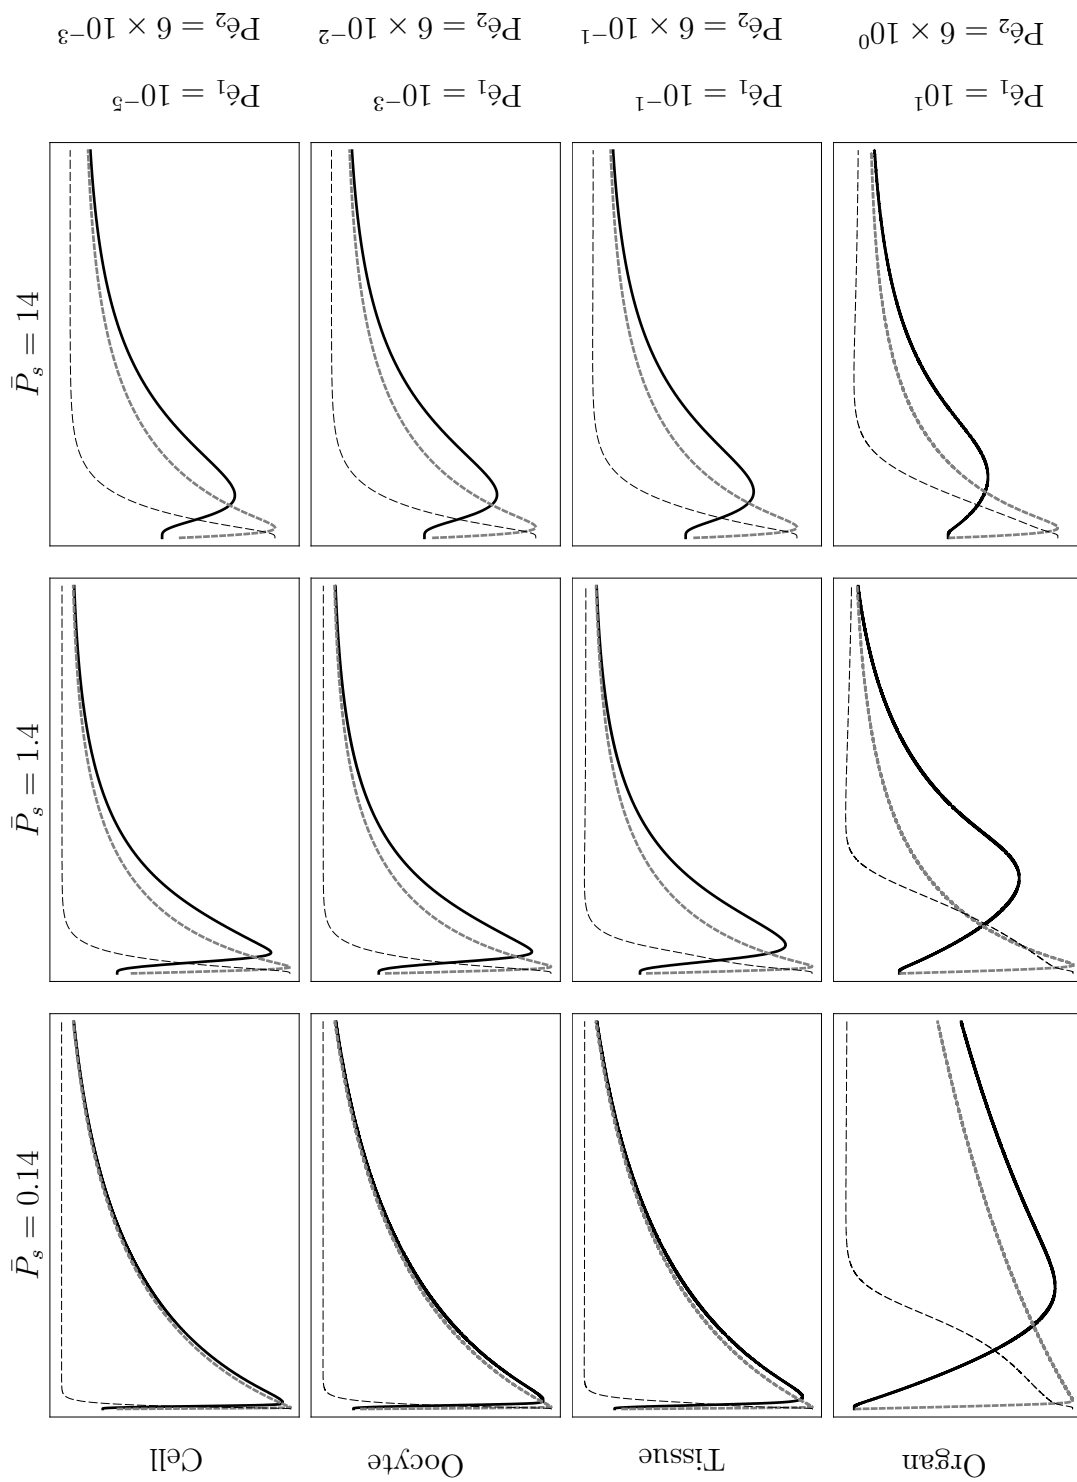 P̄ₛ = 0.14
P̄ₛ = 1.4
P̄ₛ = 14
Cell
Pé₁ = 10⁻⁵
Pé₂ = 6 × 10⁻³
Oocyte
Pé₁ = 10⁻³
Pé₂ = 6 × 10⁻²
Tissue
Pé₁ = 10⁻¹
Pé₂ = 6 × 10⁻¹
Organ
Pé₁ = 10¹
Pé₂ = 6 × 10⁰